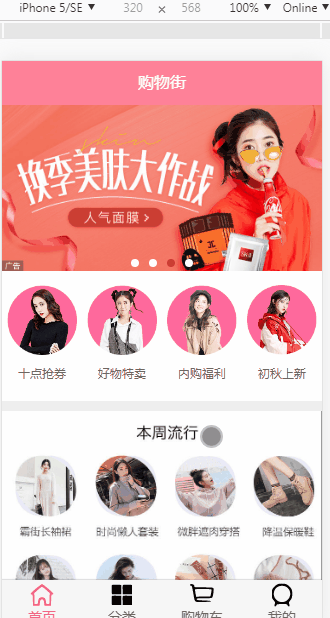 iPhone 5/SE ▼ 320 × 568 100% ▼ Online ▼
购物街
Skin
换季美肤大作战
人气面膜 >
广告
十点抢券 好物特卖 内购福利 初秋上新
本周流行
霸街长袖裙 时尚懒人套装 微胖遮肉穿搭 降温保暖鞋
首页 分类 购物车 我的